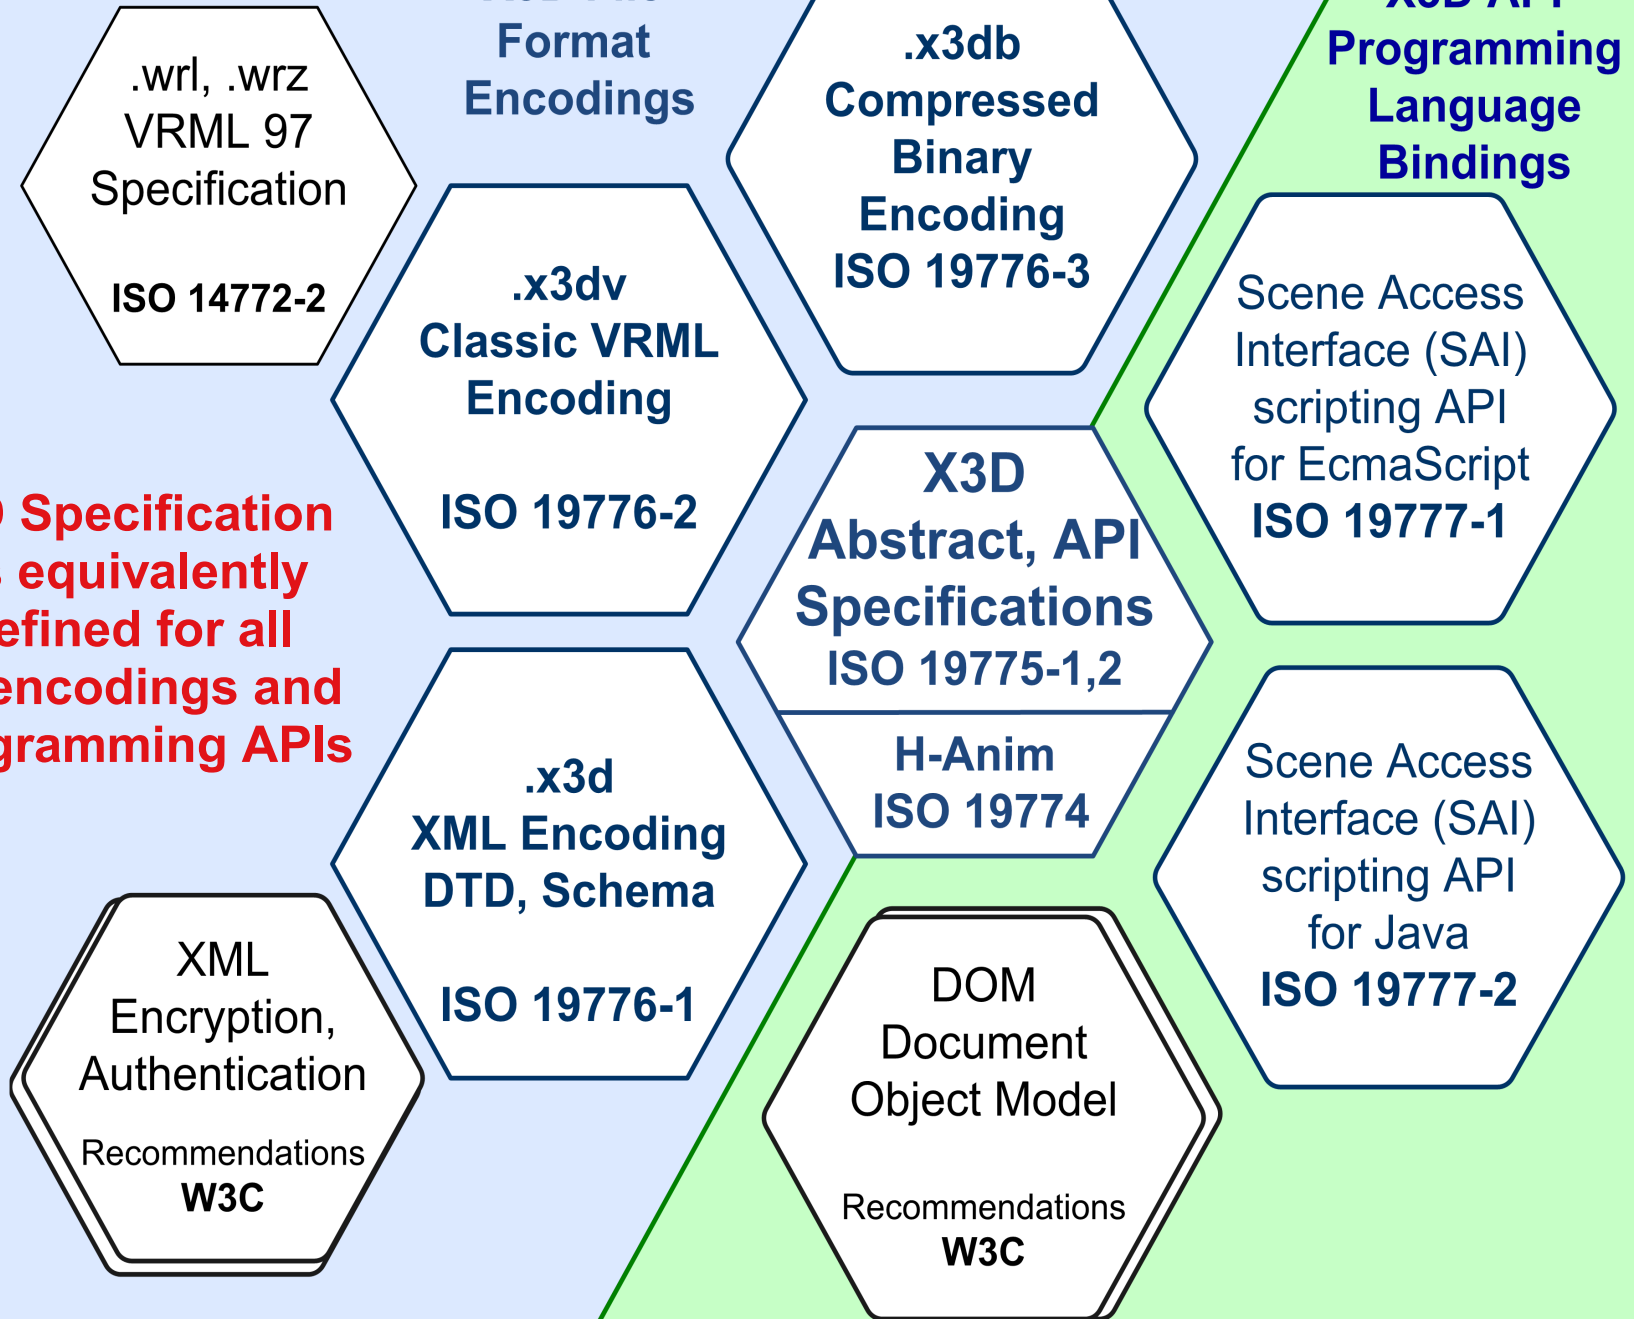 .wrl, .wrz
VRML 97
Specification
ISO 14772-2
Format
Encodings
.x3db
Compressed
Binary
Encoding
ISO 19776-3
X3D API
Programming
Language
Bindings
.x3dv
Classic VRML
Encoding
ISO 19776-2
Scene Access
Interface (SAI)
scripting API
for EcmaScript
ISO 19777-1
Specification
equivalently
efined for all
encodings and
gramming APIs
X3D
Abstract, API
Specifications
ISO 19775-1,2
H-Anim
ISO 19774
.x3d
XML Encoding
DTD, Schema
ISO 19776-1
Scene Access
Interface (SAI)
scripting API
for Java
ISO 19777-2
XML
Encryption,
Authentication
Recommendations
W3C
DOM
Document
Object Model
Recommendations
W3C